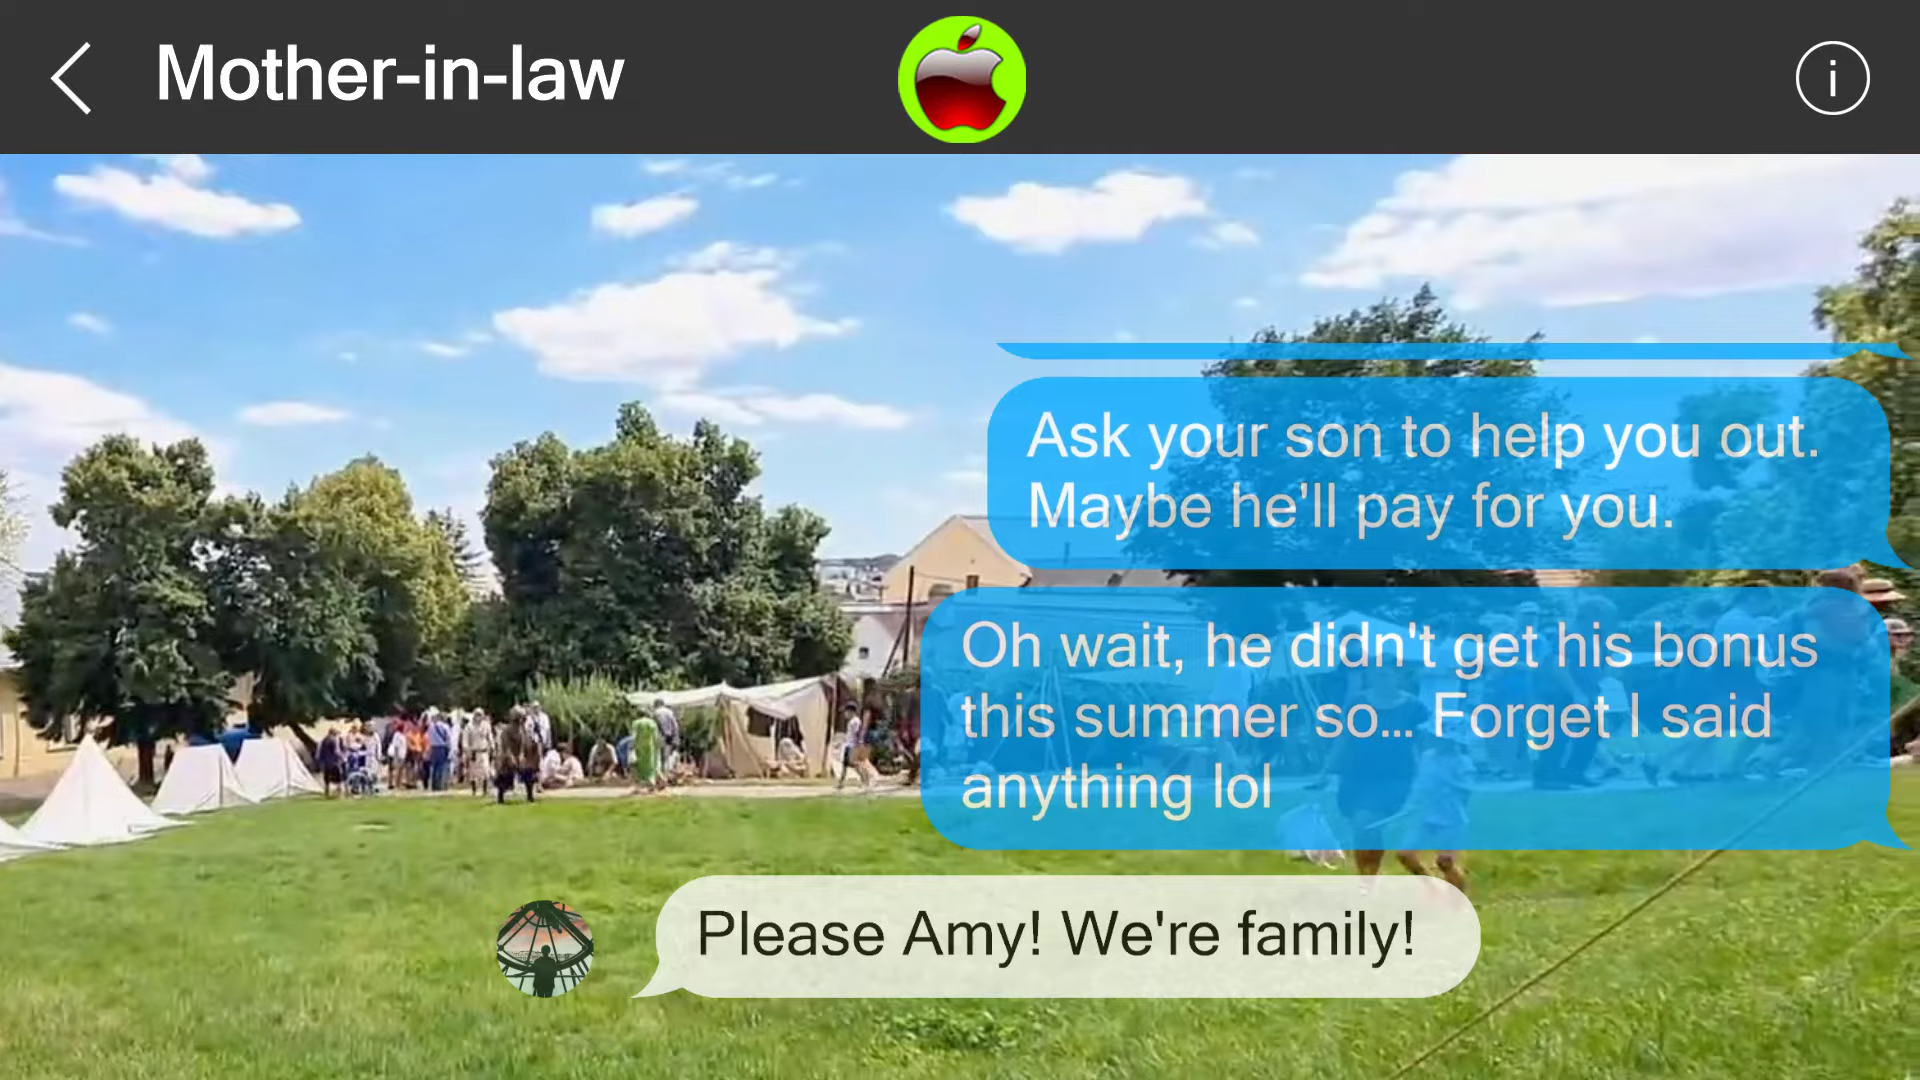 Mother-in-law
Ask your son to help you out.
Maybe he'll pay for you.
Oh wait, he didn't get his bonus
this summer so... Forget I said
anything lol
Please Amy! We're family!